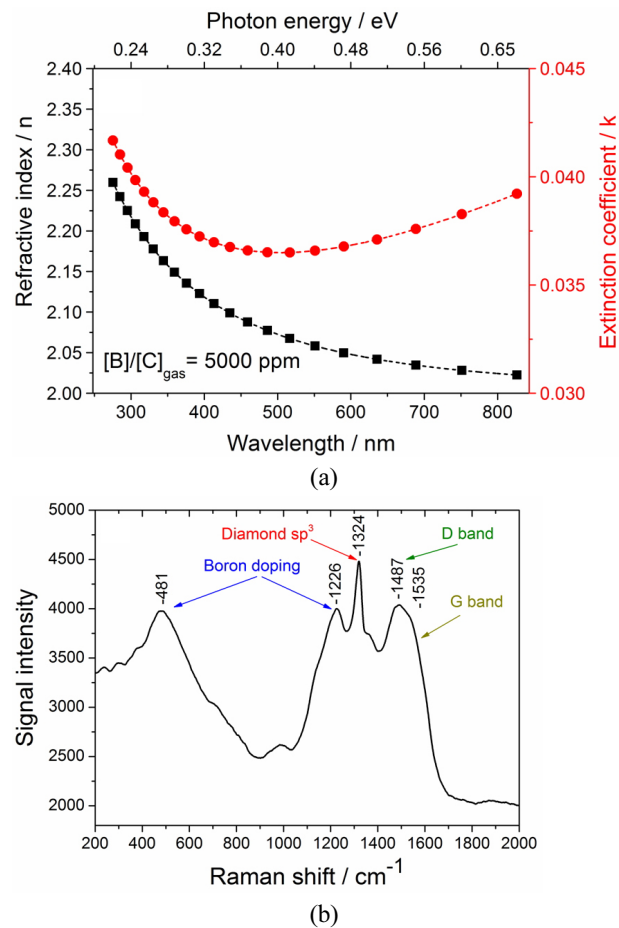 Photon energy / eV
0.24 0.32 0.40 0.48 0.56 0.65
2.40
2.35
2.30
2.25
2.20
2.15
2.10
2.05
2.00
Refractive index / n
0.045
0.040
0.035
0.030
Extinction coefficient / k
[B]/[C]gas = 5000 ppm
300 400 500 600 700 800
Wavelength / nm
(a)
5000
4500
4000
3500
3000
2500
2000
Signal intensity
Diamond sp³
-1324
D band
Boron doping
-481
-1226
-1487
-1535
G band
200 400 600 800 1000 1200 1400 1600 1800 2000
Raman shift / cm⁻¹
(b)